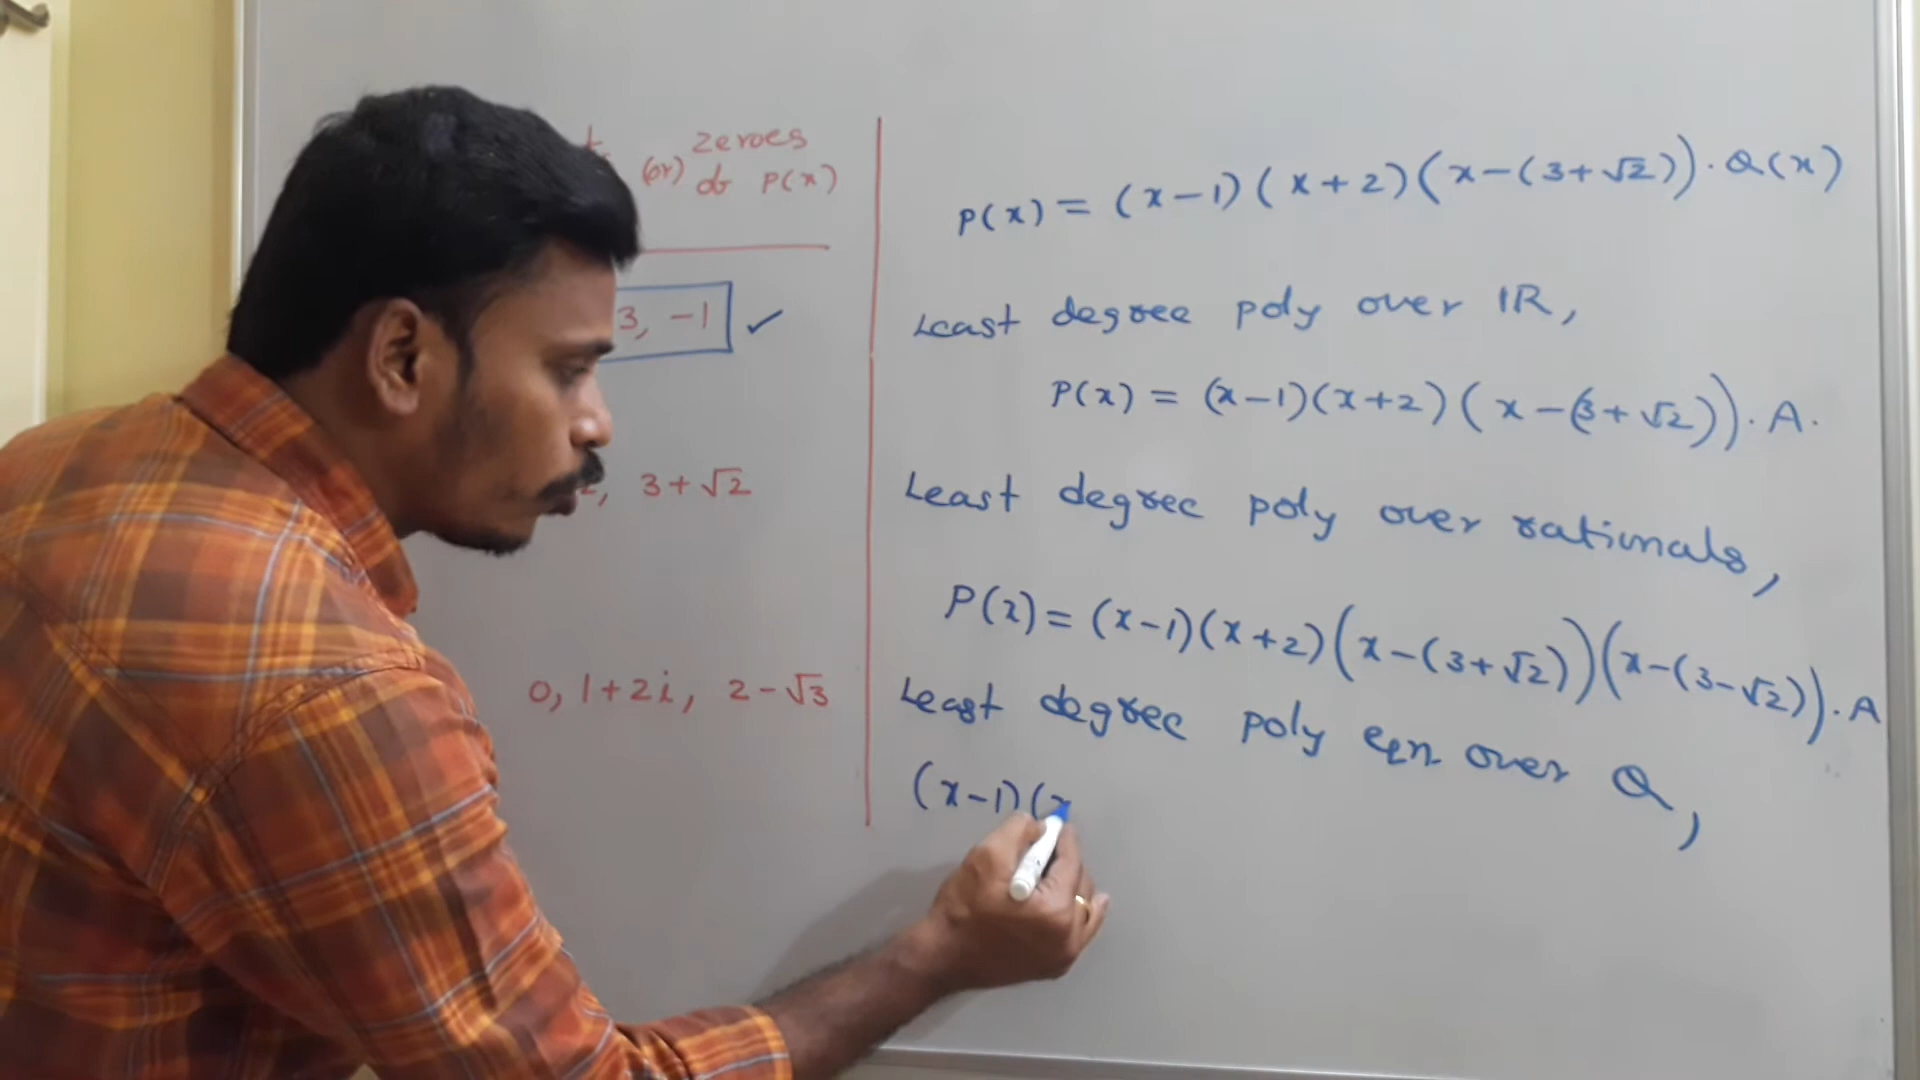 zeroes
(or) of P(x)
3, -1 ✓
2, 3+√2
0, 1+2i, 2-√3
P(x) = (x-1)(x+2)(x-(3+√2)).Q(x)
Least degree poly over IR,
P(x) = (x-1)(x+2)(x-(3+√2)).A.
Least degree poly over rationals,
P(x) = (x-1)(x+2)(x-(3+√2))(x-(3-√2)).A
Least degree poly eqn over Q,
(x-1)(x